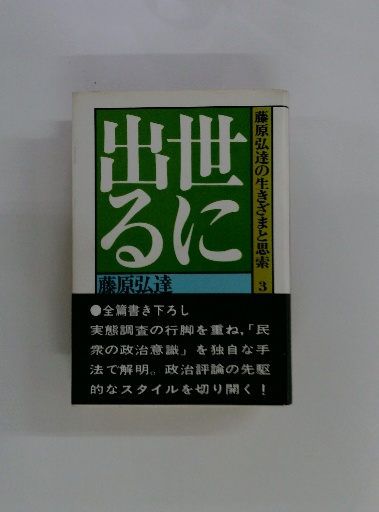 世に
出る
藤原弘達の生きざまと思索 3
藤原弘達
●全篇書き下ろし
実態調査の行脚を重ね,「民
衆の政治意識」を独自な手
法で解明。政治評論の先駆
的なスタイルを切り開く!